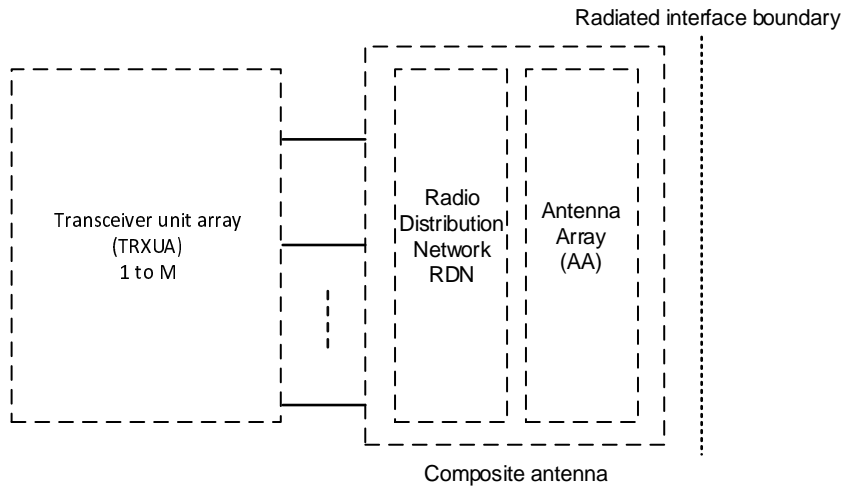 Radiated interface boundary
Transceiver unit array
(TRXUA)
1 to M
Radio
Distribution
Network
RDN
Antenna
Array
(AA)
Composite antenna